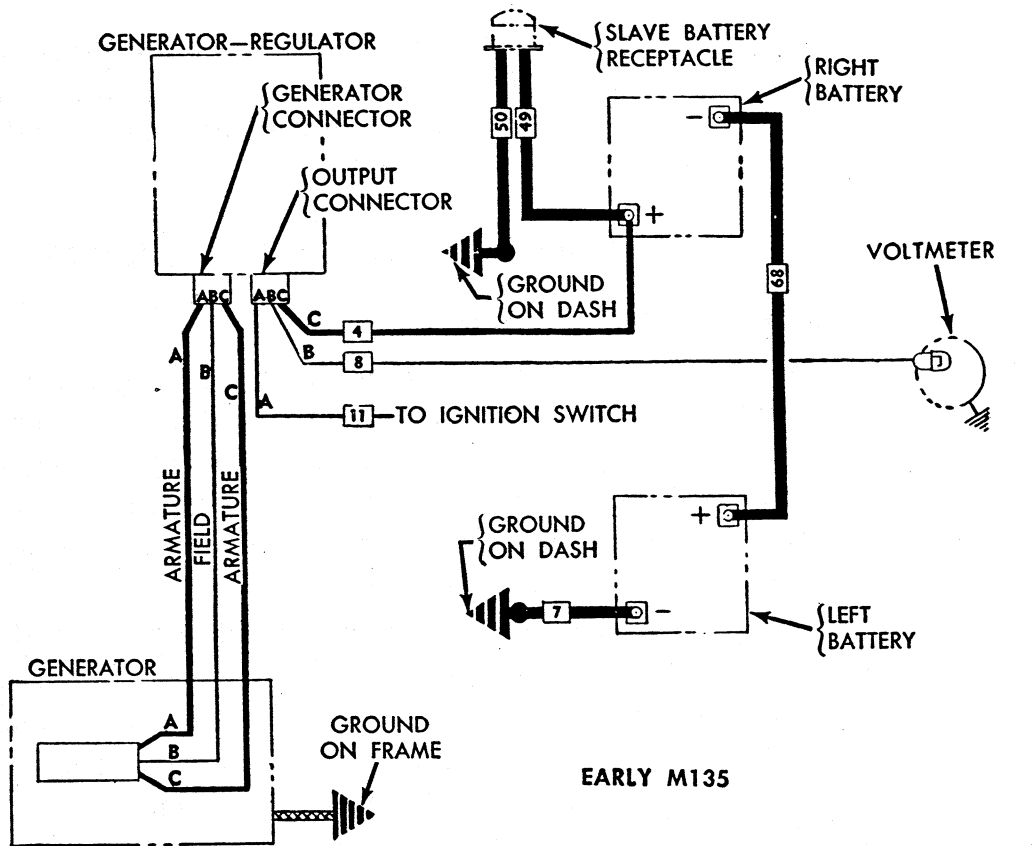 GENERATOR—REGULATOR
SLAVE BATTERY
RECEPTACLE
RIGHT
BATTERY
GENERATOR
CONNECTOR
50
49
−
OUTPUT
CONNECTOR
+
VOLTMETER
GROUND
ON DASH
68
ABC
ABC
C
4
A
B
8
B
C
A
11
TO IGNITION SWITCH
ARMATURE
FIELD
ARMATURE
+
GROUND
ON DASH
7
−
LEFT
BATTERY
GENERATOR
A
B
C
GROUND
ON FRAME
EARLY M135